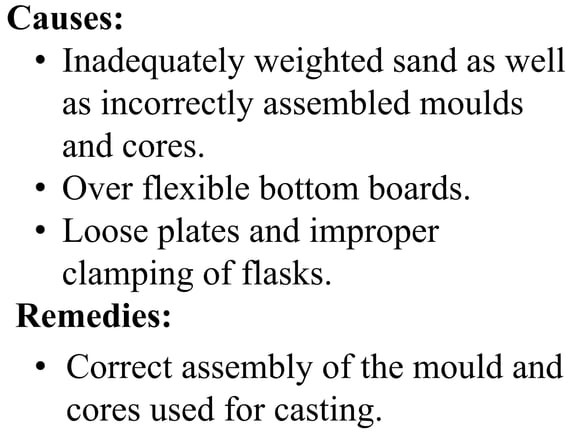 Causes:
• Inadequately weighted sand as well
as incorrectly assembled moulds
and cores.
• Over flexible bottom boards.
• Loose plates and improper
clamping of flasks.
Remedies:
• Correct assembly of the mould and
cores used for casting.